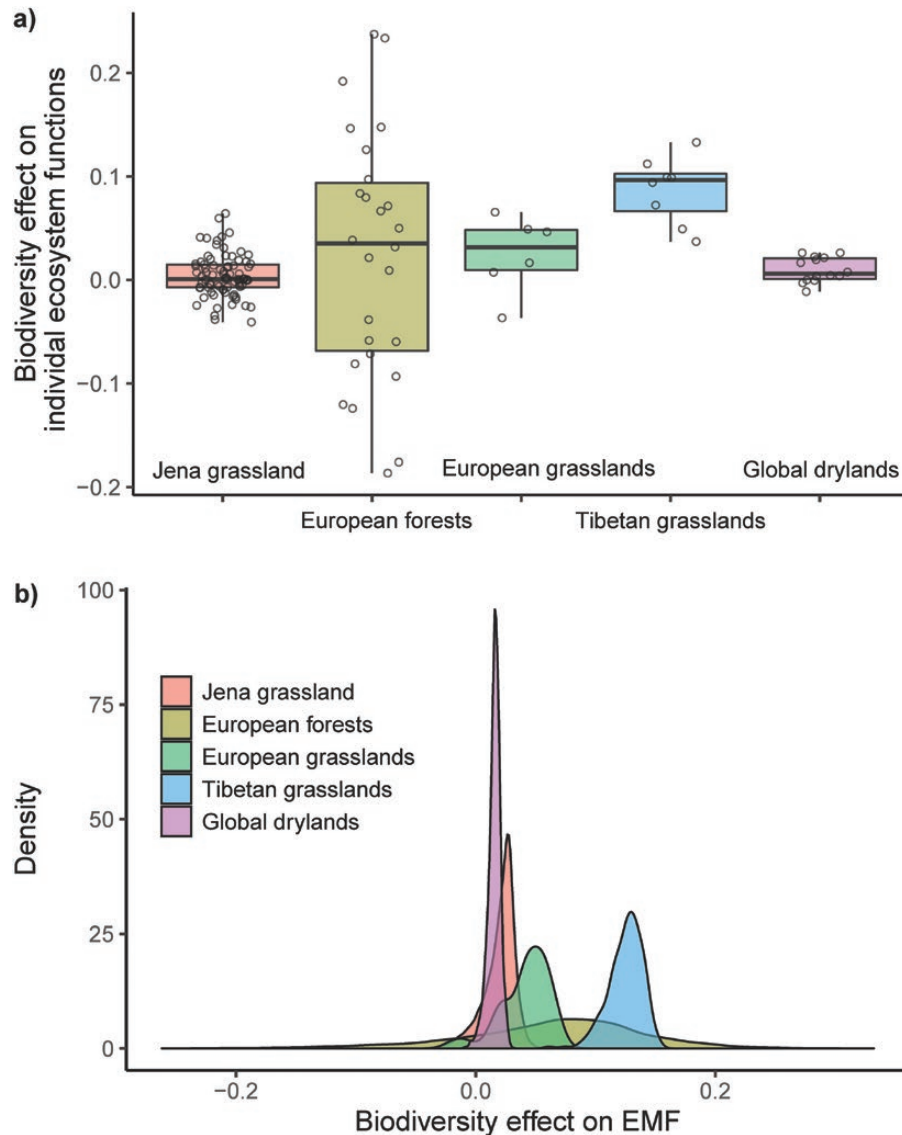 a)
Biodiversity effect on
individal ecosystem functions
0.2
0.1
0.0
−0.1
−0.2
Jena grassland
European grasslands
Global drylands
European forests
Tibetan grasslands
b)
Density
100
75
50
25
0
Jena grassland
European forests
European grasslands
Tibetan grasslands
Global drylands
−0.2
0.0
0.2
Biodiversity effect on EMF